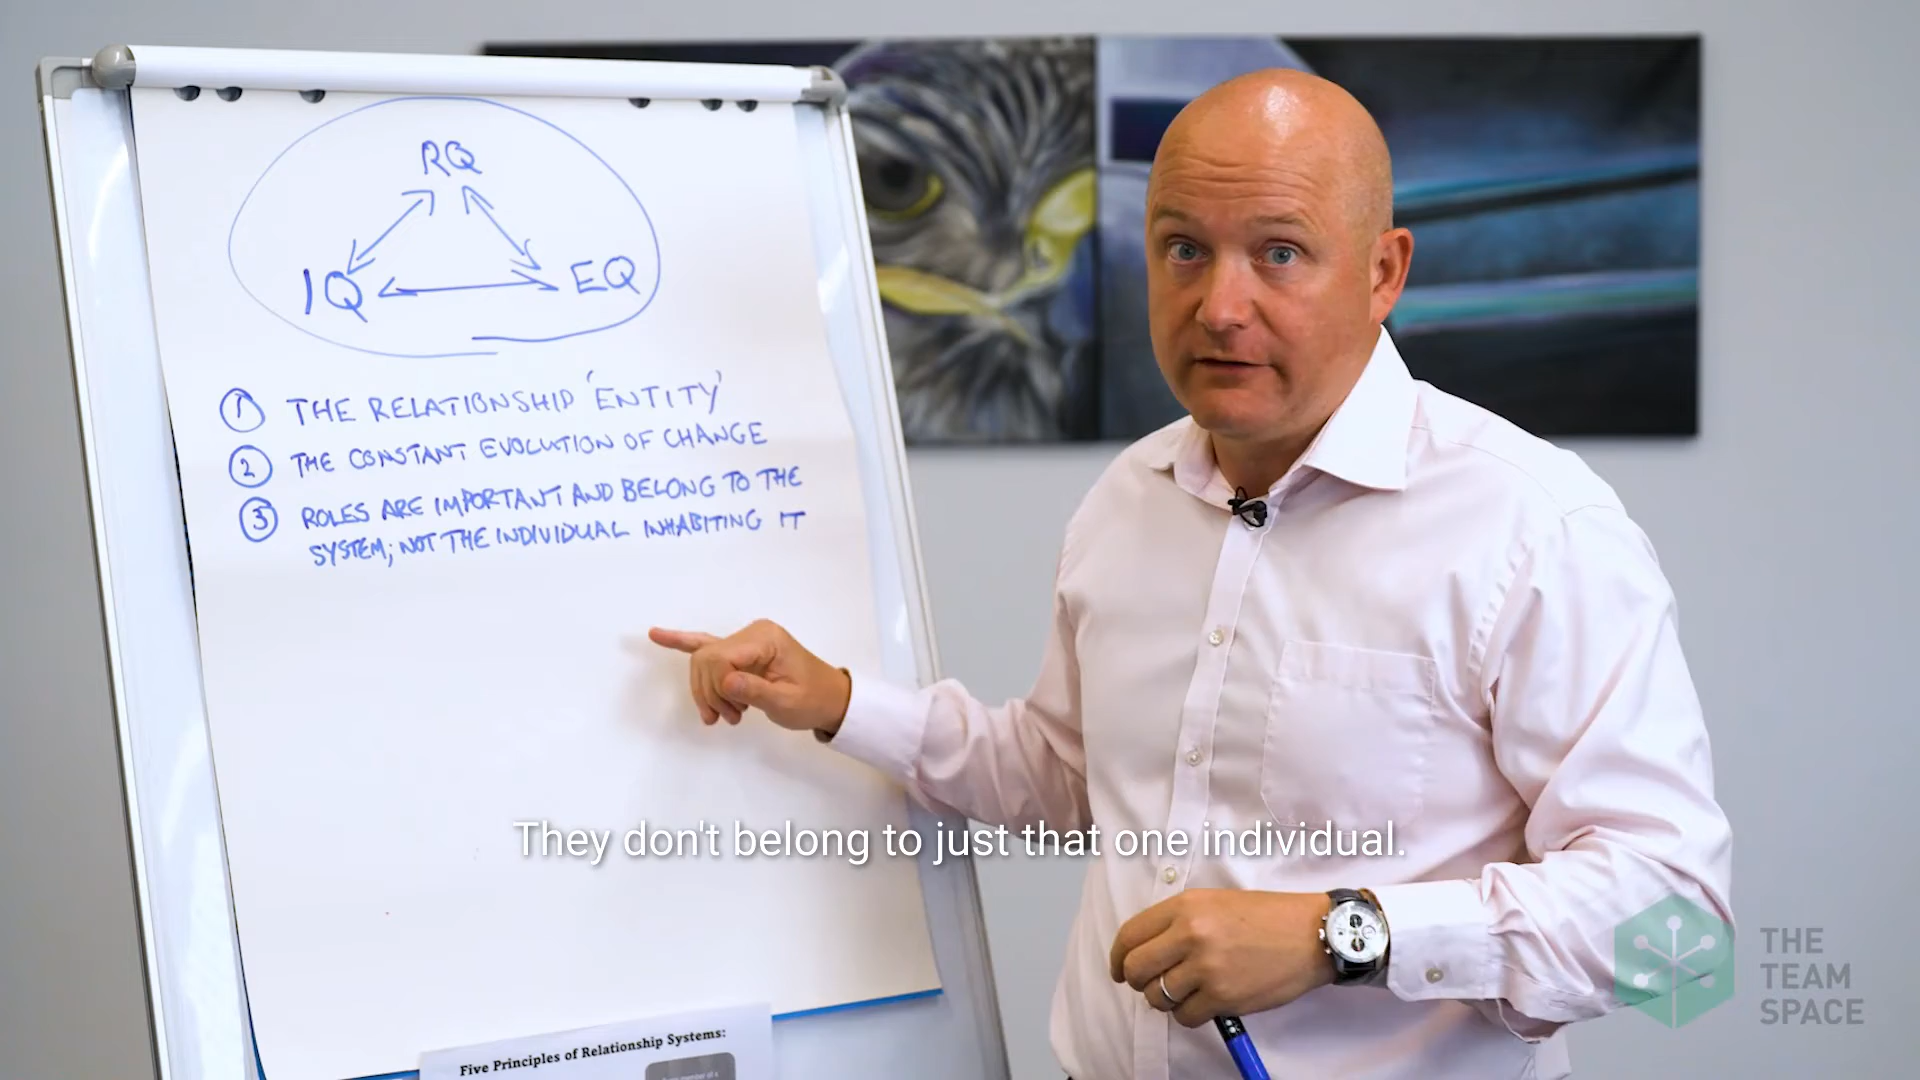 RQ
IQ
EQ
1 THE RELATIONSHIP 'ENTITY'
2 THE CONSTANT EVOLUTION OF CHANGE
3 ROLES ARE IMPORTANT AND BELONG TO THE
SYSTEM; NOT THE INDIVIDUAL INHABITING IT
They don't belong to just that one individual.
THE
TEAM
SPACE
Five Principles of Relationship Systems: